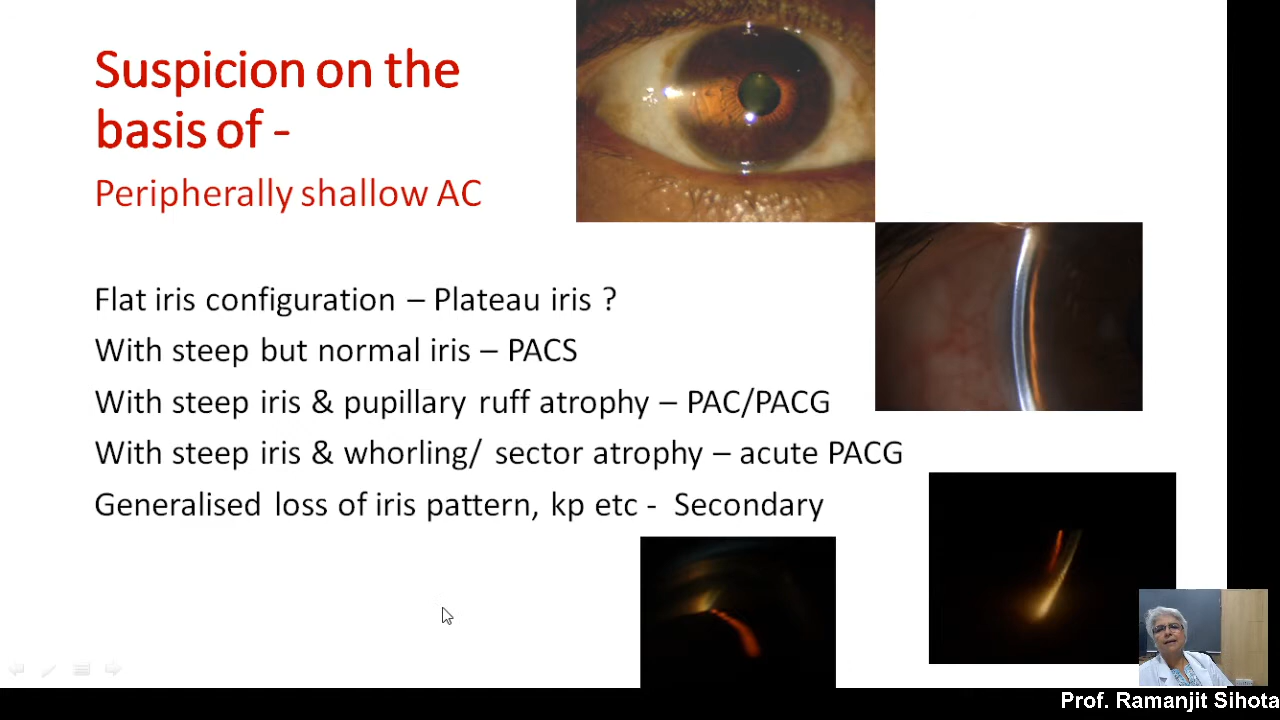 Suspicion on the
basis of -
Peripherally shallow AC
Flat iris configuration – Plateau iris ?
With steep but normal iris – PACS
With steep iris & pupillary ruff atrophy – PAC/PACG
With steep iris & whorling/ sector atrophy – acute PACG
Generalised loss of iris pattern, kp etc - Secondary
Prof. Ramanjit Sihota